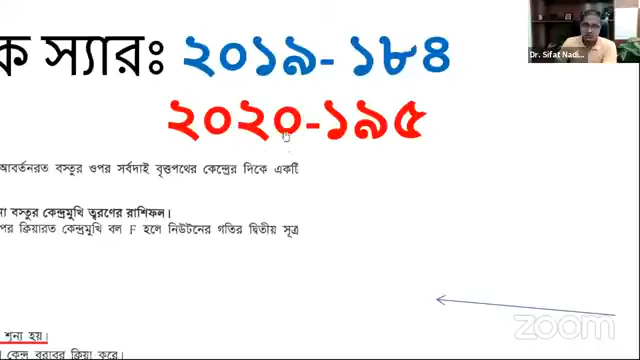 ক স্যারঃ ২০১৯- ১৮৪
Dr. Sifat Nadi...
২০২০-১৯৫
আবর্তনরত বস্তুর ওপর সর্বদাই বৃত্তপথের কেন্দ্রের দিকে একটি
বস্তুর কেন্দ্রমুখি ত্বরণের রাশিফল।
পর ক্রিয়ারত কেন্দ্রমুখি বল F হলে নিউটনের গতির দ্বিতীয় সূত্র
zoom
শূন্য হয়।
কেন্দ্র বরাবর ক্রিয়া করে।